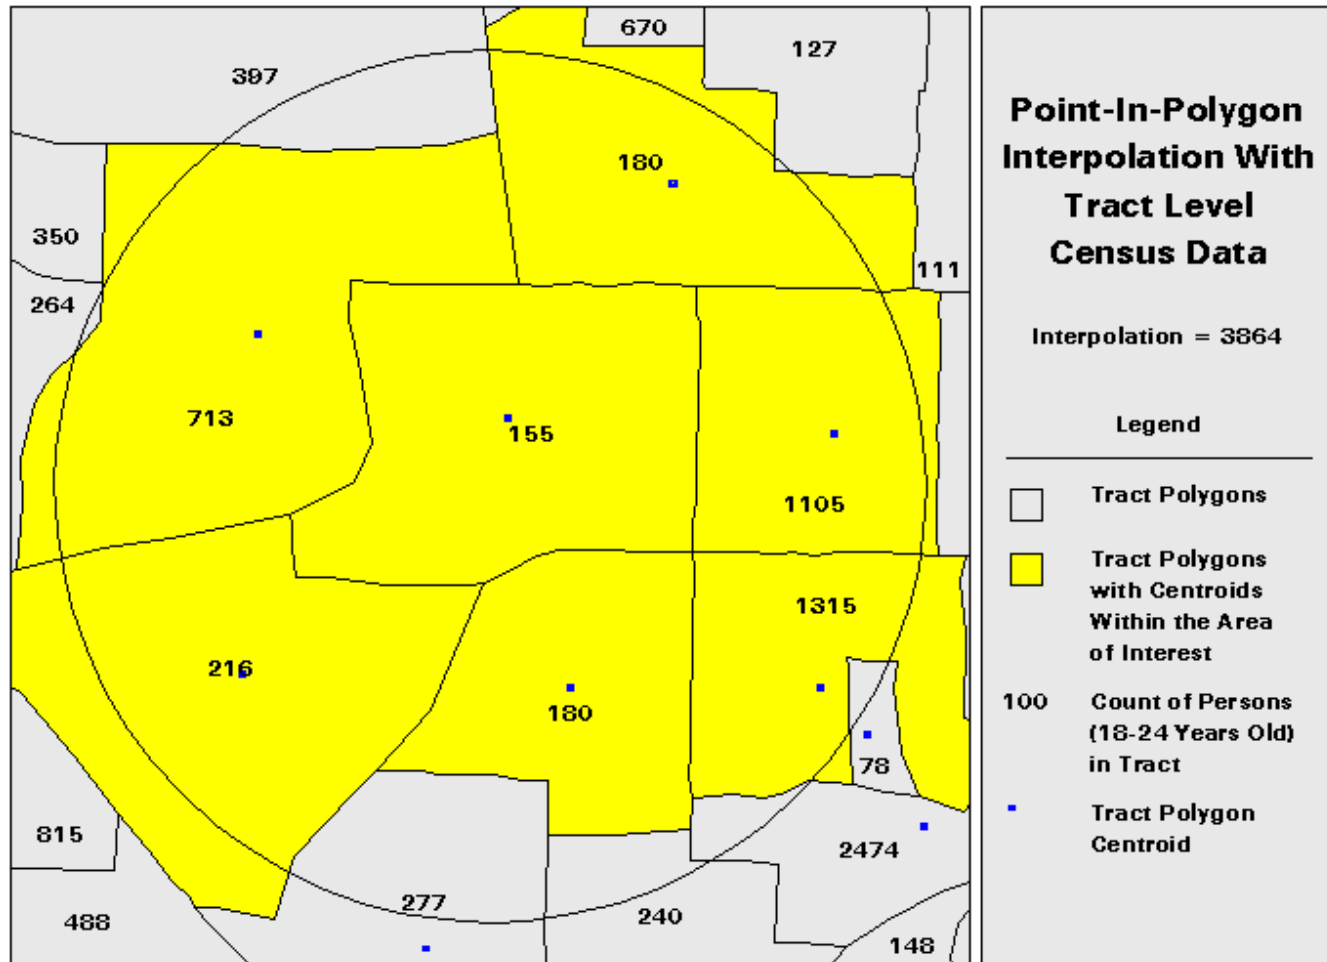 670
127
397
180
350
111
264
713
155
1105
1315
216
180
78
815
2474
277
240
488
148
Point-In-Polygon
Interpolation With
Tract Level
Census Data
Interpolation = 3864
Legend
Tract Polygons
Tract Polygons
with Centroids
Within the Area
of Interest
100 Count of Persons
(18-24 Years Old)
in Tract
Tract Polygon
Centroid